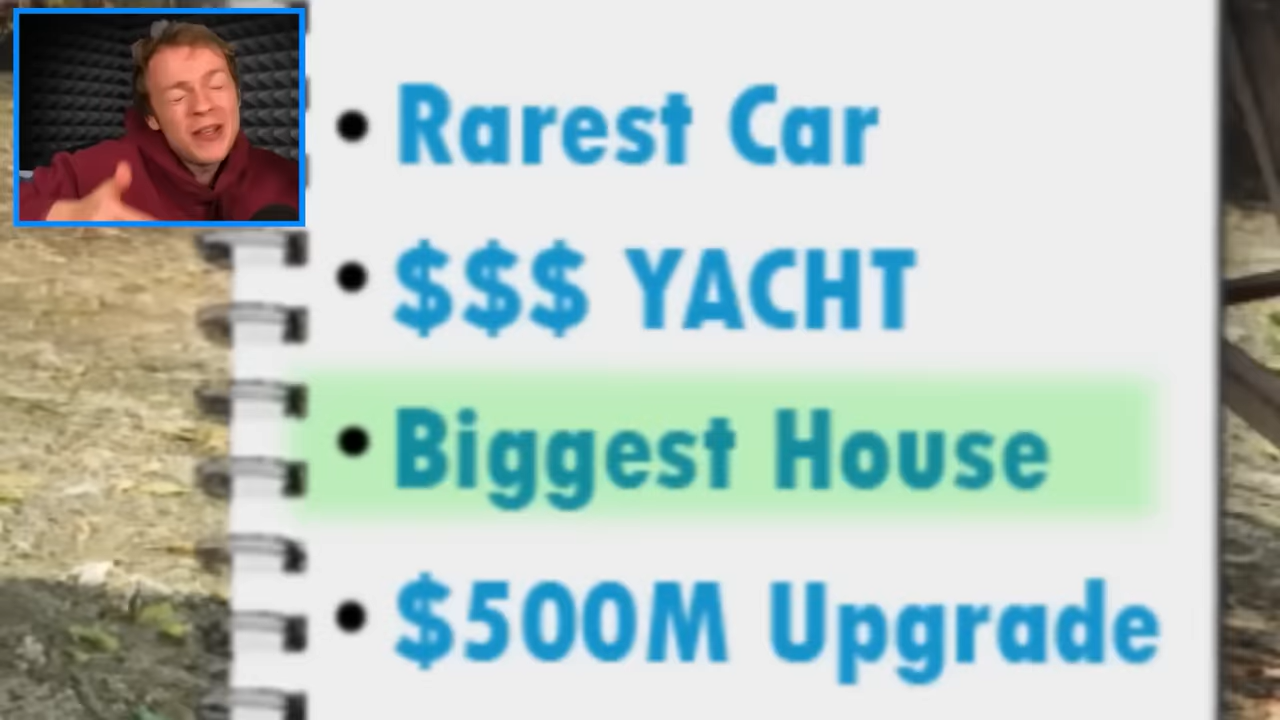 • Rarest Car
• $$$ YACHT
• Biggest House
• $500M Upgrade